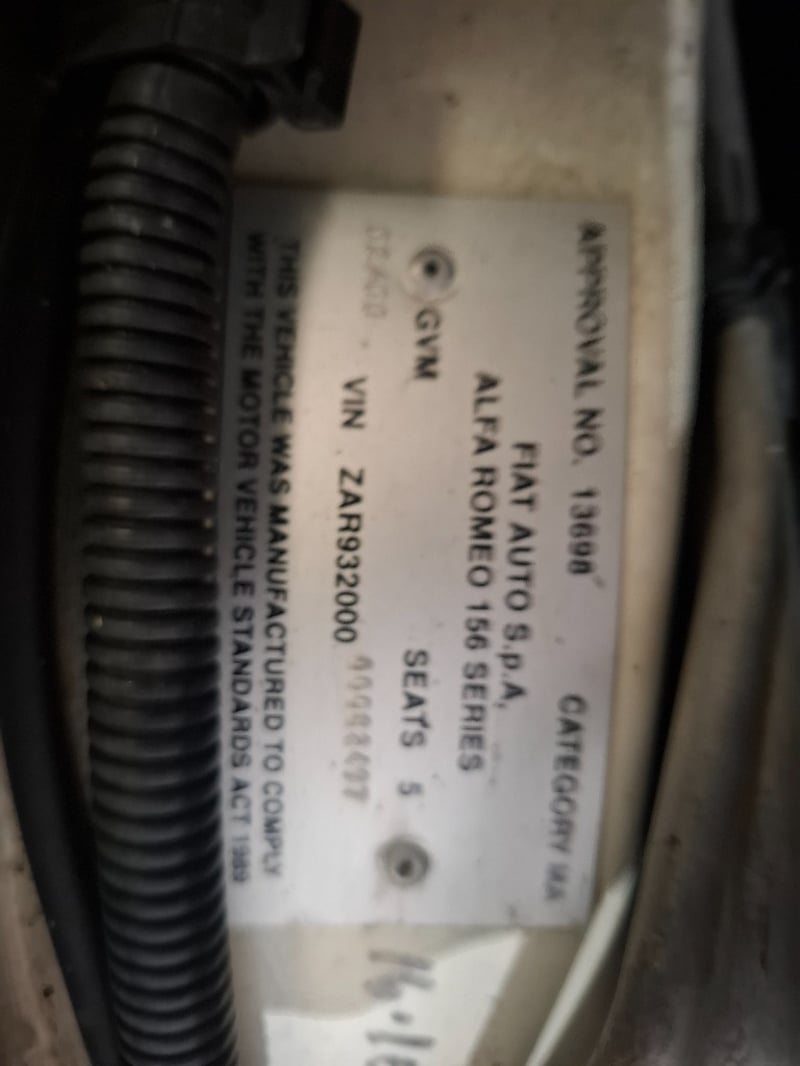 APPROVAL NO. 13698 CATEGORY MA
FIAT AUTO S.p.A,
ALFA ROMEO 156 SERIES
GVM SEATS 5
VIN ZAR932000
THIS VEHICLE WAS MANUFACTURED TO COMPLY
WITH THE MOTOR VEHICLE STANDARDS ACT 1989